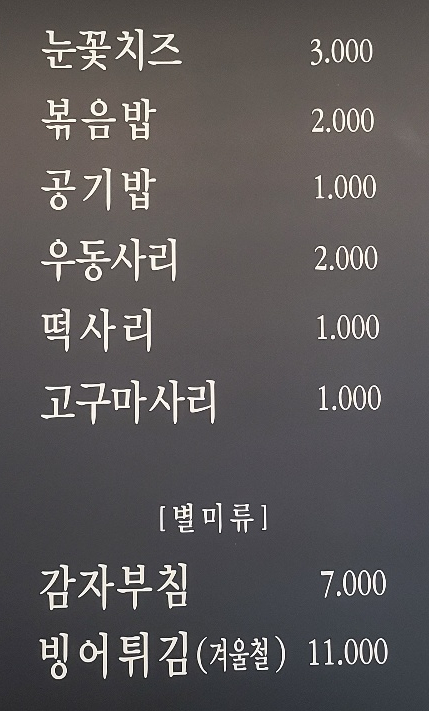 눈꽃치즈 3.000
볶음밥 2.000
공기밥 1.000
우동사리 2.000
떡사리 1.000
고구마사리 1.000
[별미류]
감자부침 7.000
빙어튀김(겨울철) 11.000